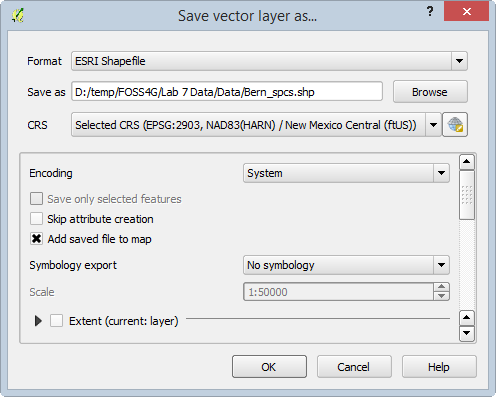 Save vector layer as...
Format ESRI Shapefile
Save as D:/temp/FOSS4G/Lab 7 Data/Data/Bern_spcs.shp Browse
CRS Selected CRS (EPSG:2903, NAD83(HARN) / New Mexico Central (ftUS))
Encoding System
Save only selected features
Skip attribute creation
Add saved file to map
Symbology export No symbology
Scale 1:50000
Extent (current: layer)
OK Cancel Help